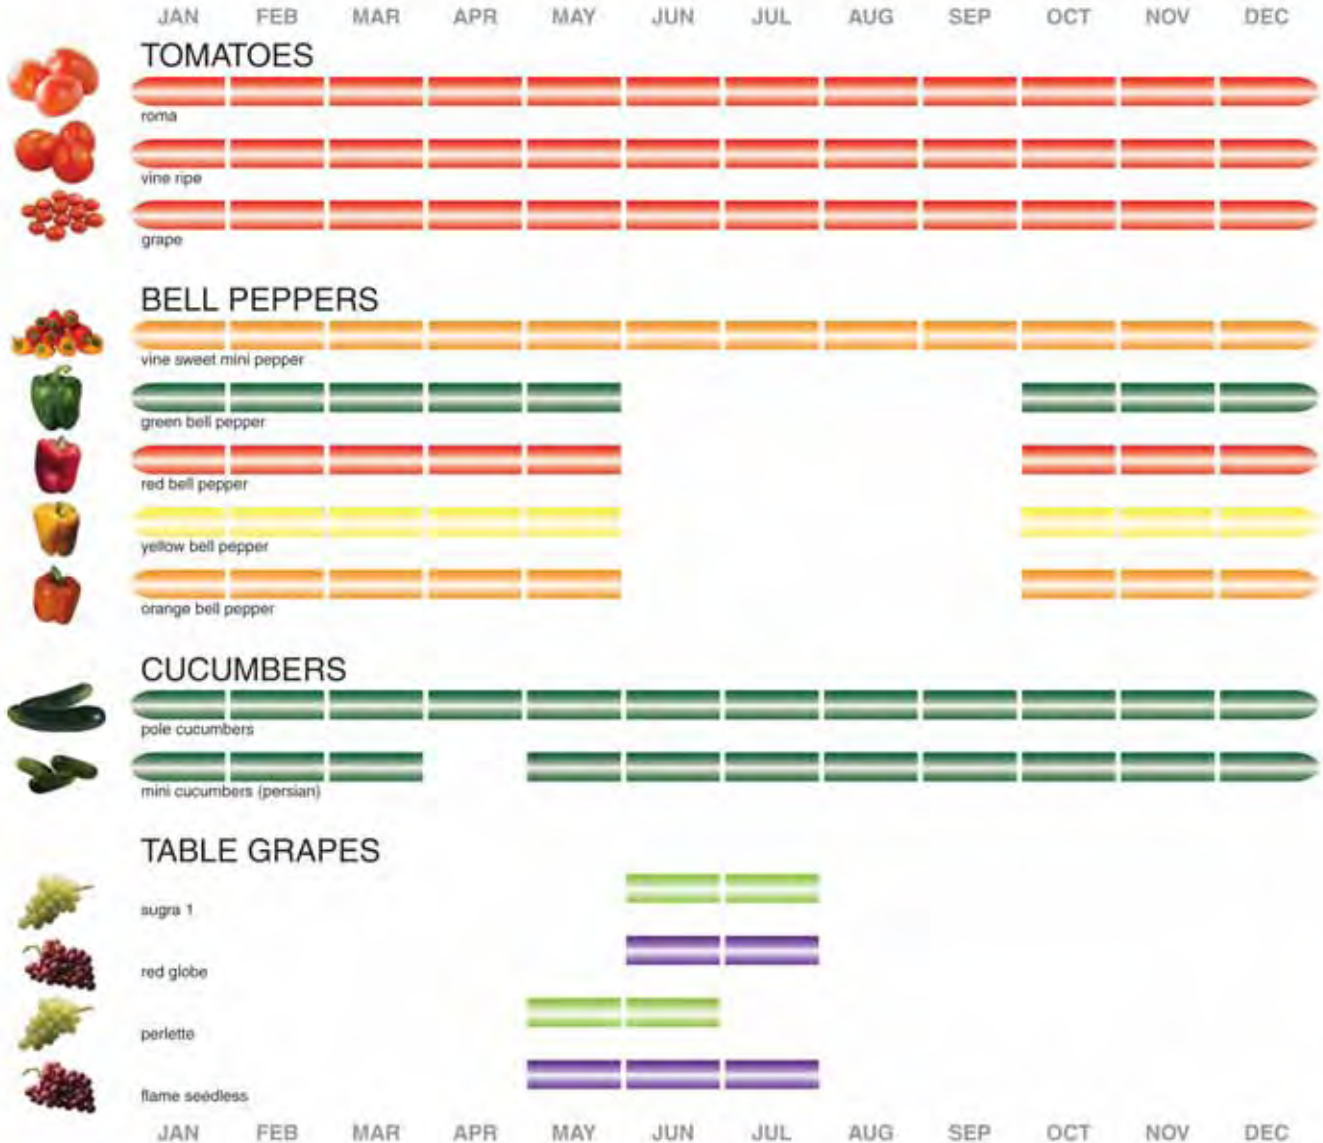 JAN FEB MAR APR MAY JUN JUL AUG SEP OCT NOV DEC
TOMATOES
roma
vine ripe
grape
BELL PEPPERS
vine sweet mini pepper
green bell pepper
red bell pepper
yellow bell pepper
orange bell pepper
CUCUMBERS
pole cucumbers
mini cucumbers (persian)
TABLE GRAPES
sugra 1
red globe
perlette
flame seedless
JAN FEB MAR APR MAY JUN JUL AUG SEP OCT NOV DEC